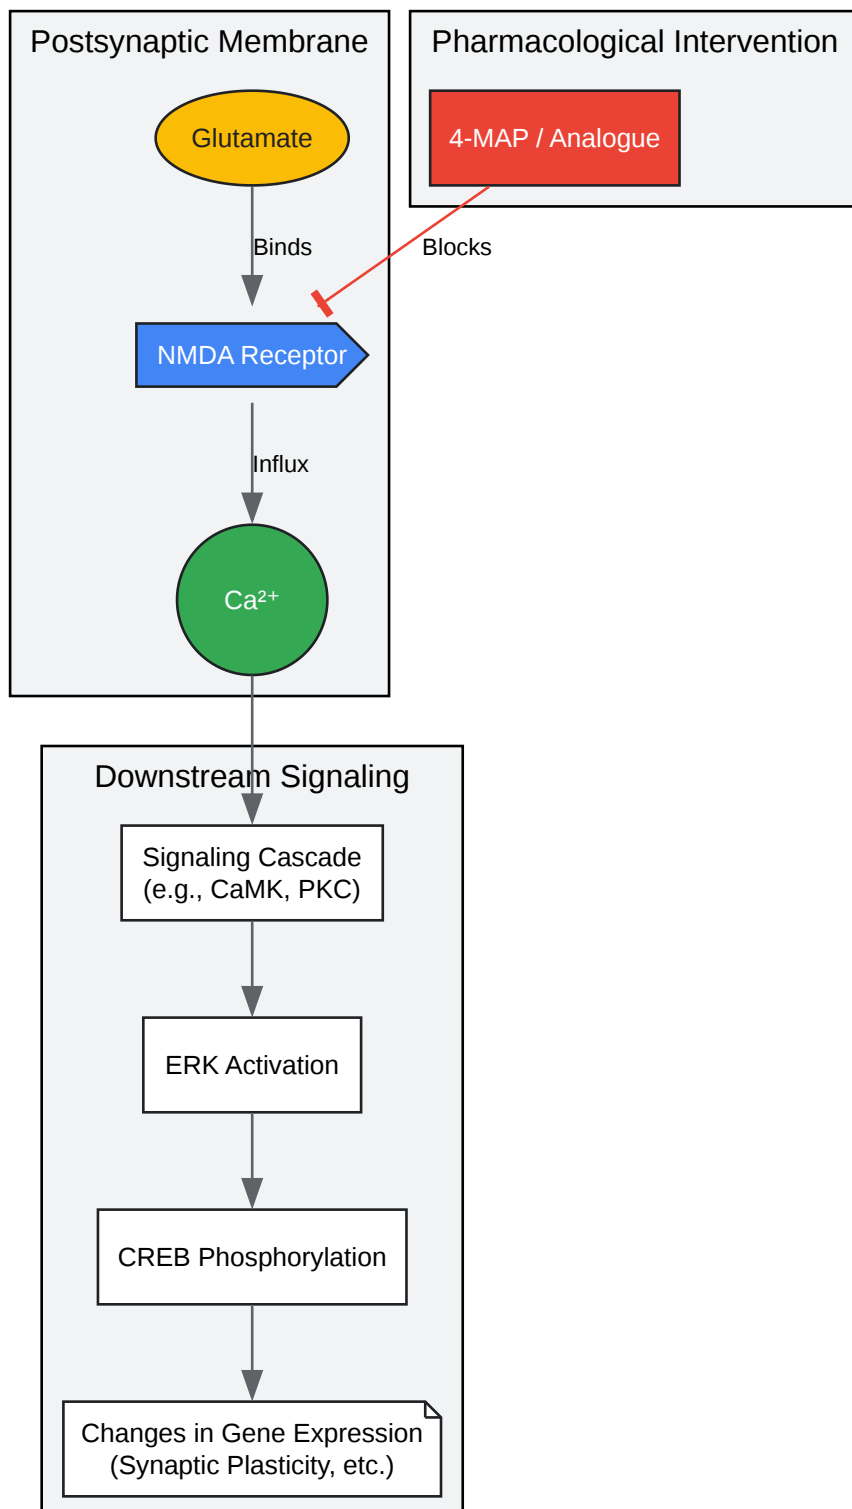 Postsynaptic Membrane
Pharmacological Intervention
Glutamate
4-MAP / Analogue
Binds
Blocks
NMDA Receptor
Influx
Ca²⁺
Downstream Signaling
Signaling Cascade
(e.g., CaMK, PKC)
ERK Activation
CREB Phosphorylation
Changes in Gene Expression
(Synaptic Plasticity, etc.)